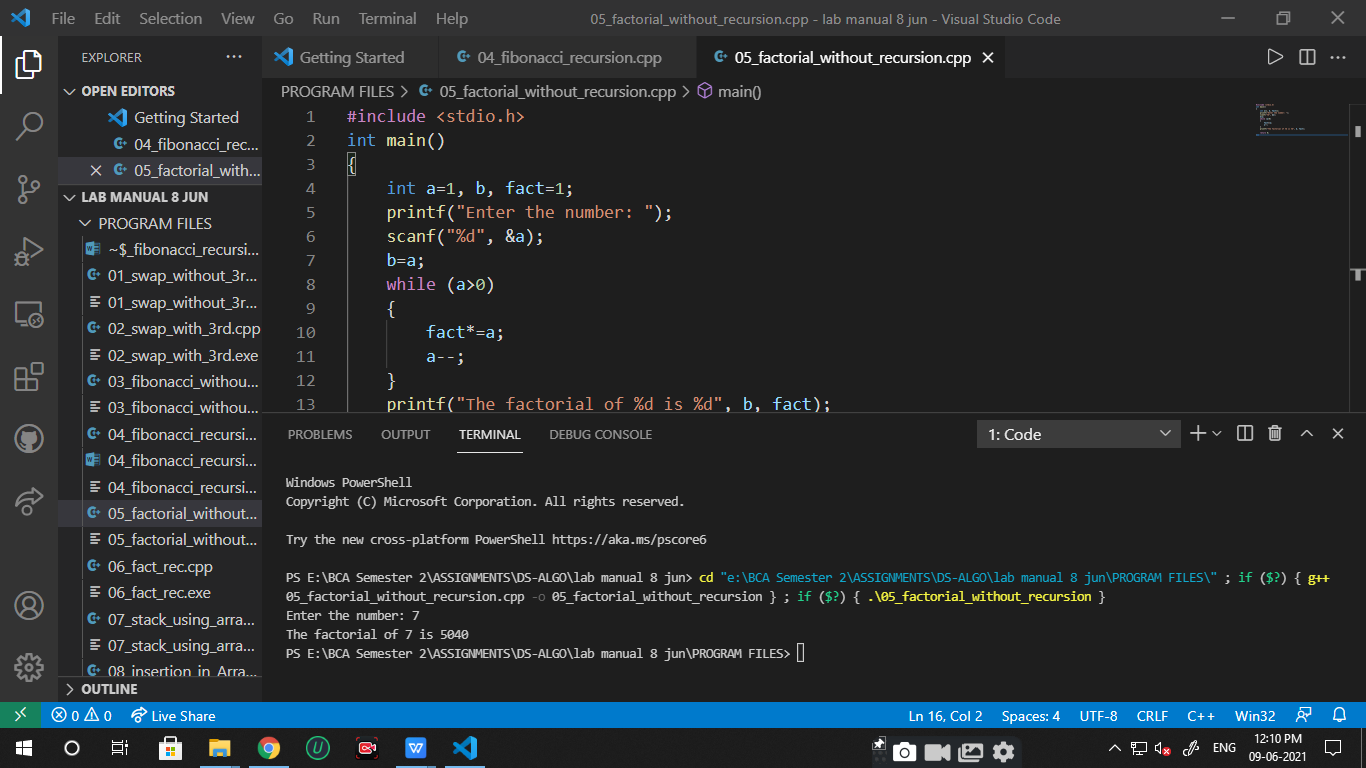 File Edit Selection View Go Run Terminal Help 05_factorial_without_recursion.cpp - lab manual 8 jun - Visual Studio Code
EXPLORER
OPEN EDITORS
Getting Started
04_fibonacci_rec...
05_factorial_with...
LAB MANUAL 8 JUN
PROGRAM FILES
~$_fibonacci_recursi...
01_swap_without_3r...
01_swap_without_3r...
02_swap_with_3rd.cpp
02_swap_with_3rd.exe
03_fibonacci_withou...
03_fibonacci_withou...
04_fibonacci_recursi...
04_fibonacci_recursi...
04_fibonacci_recursi...
05_factorial_without...
05_factorial_without...
06_fact_rec.cpp
06_fact_rec.exe
07_stack_using_arra...
07_stack_using_arra...
08_insertion_in_Arra...
OUTLINE
Getting Started 04_fibonacci_recursion.cpp 05_factorial_without_recursion.cpp
PROGRAM FILES > 05_factorial_without_recursion.cpp > main()
1 #include <stdio.h>
2 int main()
3 {
4 int a=1, b, fact=1;
5 printf("Enter the number: ");
6 scanf("%d", &a);
7 b=a;
8 while (a>0)
9 {
10 fact*=a;
11 a--;
12 }
13 printf("The factorial of %d is %d", b, fact);
PROBLEMS OUTPUT TERMINAL DEBUG CONSOLE 1: Code
Windows PowerShell
Copyright (C) Microsoft Corporation. All rights reserved.
Try the new cross-platform PowerShell https://aka.ms/pscore6
PS E:\BCA Semester 2\ASSIGNMENTS\DS-ALGO\lab manual 8 jun> cd "e:\BCA Semester 2\ASSIGNMENTS\DS-ALGO\lab manual 8 jun\PROGRAM FILES\" ; if ($?) { g++
05_factorial_without_recursion.cpp -o 05_factorial_without_recursion } ; if ($?) { .\05_factorial_without_recursion }
Enter the number: 7
The factorial of 7 is 5040
PS E:\BCA Semester 2\ASSIGNMENTS\DS-ALGO\lab manual 8 jun\PROGRAM FILES>
0 0 Live Share Ln 16, Col 2 Spaces: 4 UTF-8 CRLF C++ Win32
ENG 12:10 PM
09-06-2021